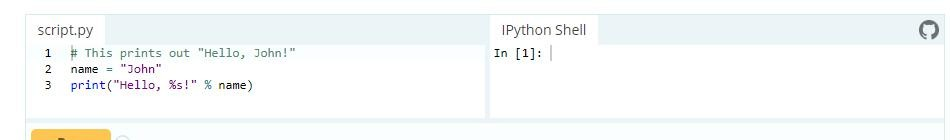 script.py
1 # This prints out "Hello, John!"
2 name = "John"
3 print("Hello, %s!" % name)
IPython Shell
In [1]: